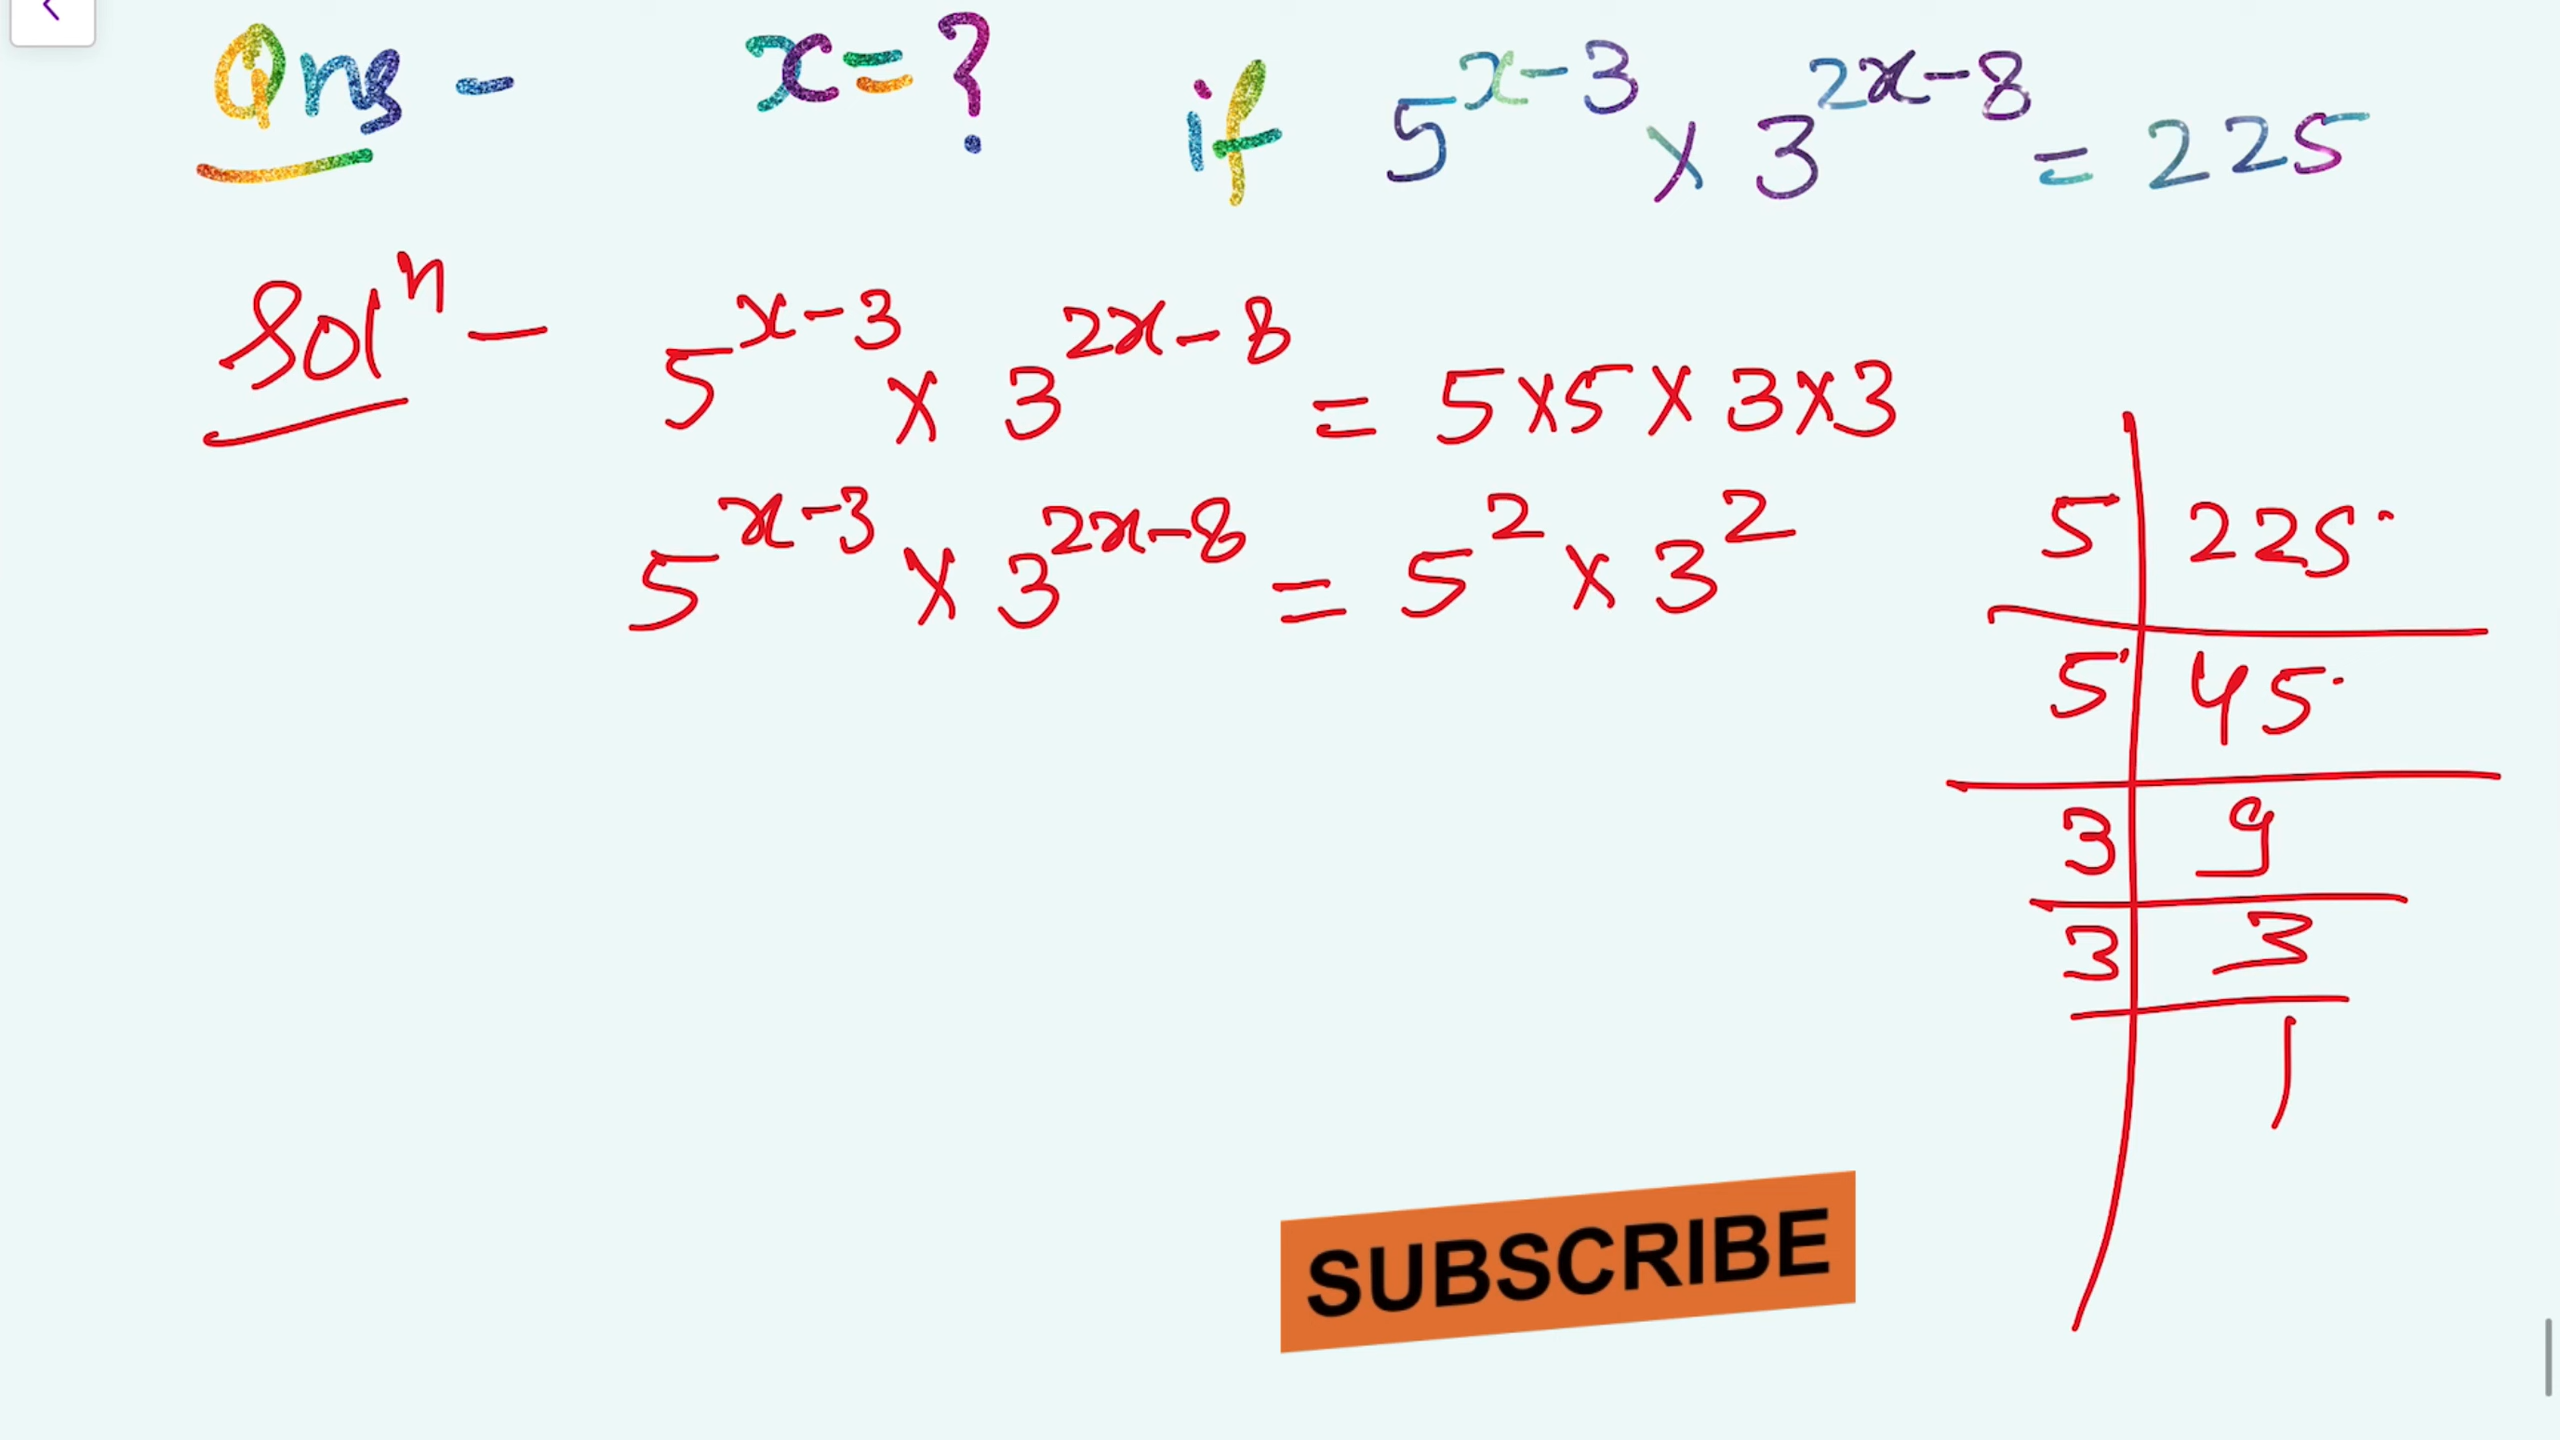 Qns - x = ? if 5^{x-3} × 3^{2x-8} = 225
Sol^n - 5^{x-3} × 3^{2x-8} = 5×5×3×3
5^{x-3} × 3^{2x-8} = 5^2 × 3^2
5 | 225
5 | 45
3 | 9
3 | 3
1
SUBSCRIBE